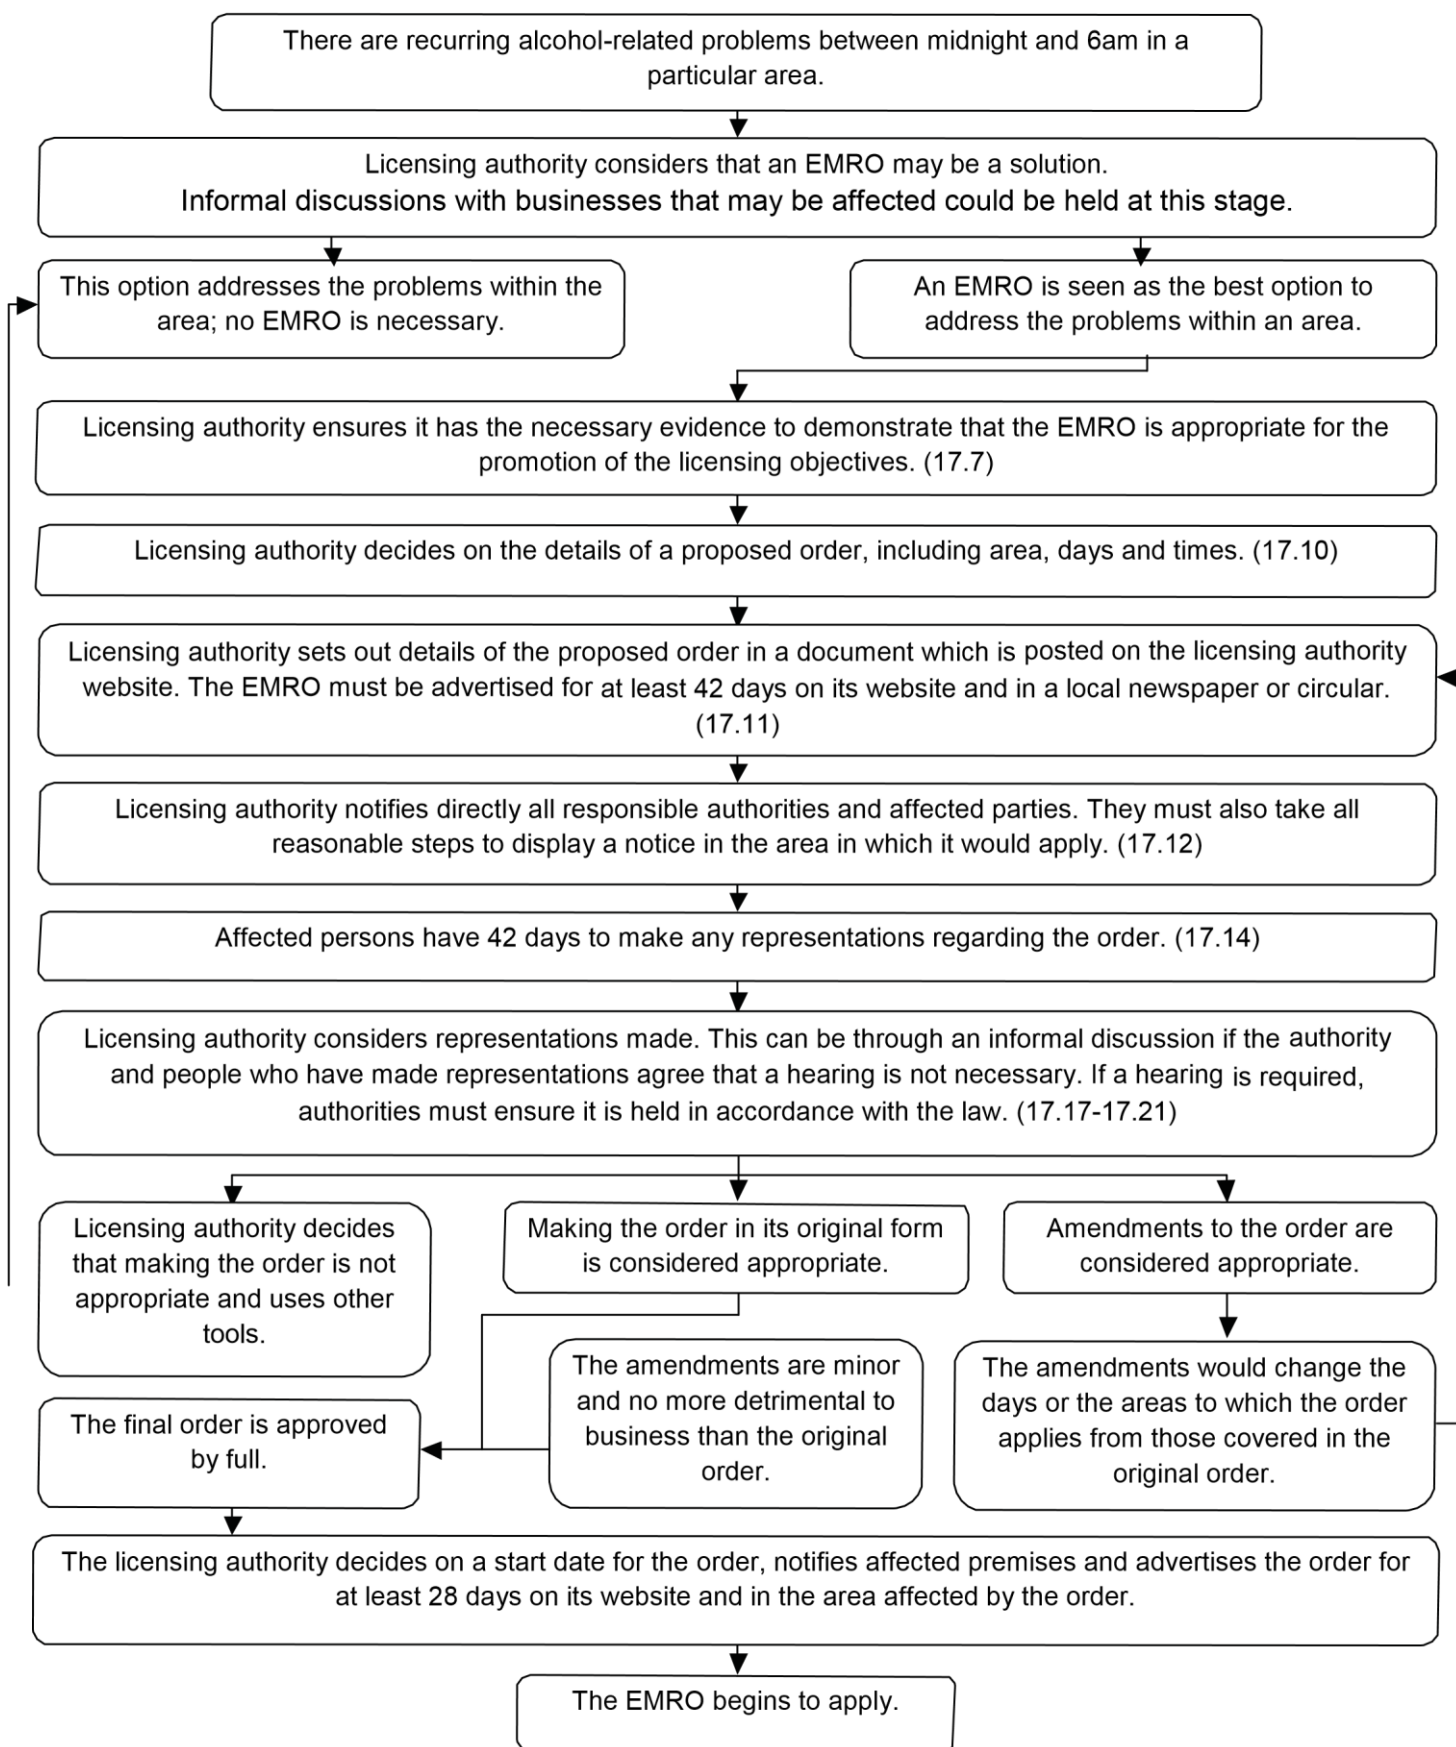 There are recurring alcohol-related problems between midnight and 6am in a
particular area.
Licensing authority considers that an EMRO may be a solution.
Informal discussions with businesses that may be affected could be held at this stage.
This option addresses the problems within the
area; no EMRO is necessary.
An EMRO is seen as the best option to
address the problems within an area.
Licensing authority ensures it has the necessary evidence to demonstrate that the EMRO is appropriate for the
promotion of the licensing objectives. (17.7)
Licensing authority decides on the details of a proposed order, including area, days and times. (17.10)
Licensing authority sets out details of the proposed order in a document which is posted on the licensing authority
website. The EMRO must be advertised for at least 42 days on its website and in a local newspaper or circular.
(17.11)
Licensing authority notifies directly all responsible authorities and affected parties. They must also take all
reasonable steps to display a notice in the area in which it would apply. (17.12)
Affected persons have 42 days to make any representations regarding the order. (17.14)
Licensing authority considers representations made. This can be through an informal discussion if the authority
and people who have made representations agree that a hearing is not necessary. If a hearing is required,
authorities must ensure it is held in accordance with the law. (17.17-17.21)
Licensing authority decides
that making the order is not
appropriate and uses other
tools.
Making the order in its original form
is considered appropriate.
Amendments to the order are
considered appropriate.
The amendments are minor
and no more detrimental to
business than the original
order.
The amendments would change the
days or the areas to which the order
applies from those covered in the
original order.
The final order is approved
by full.
The licensing authority decides on a start date for the order, notifies affected premises and advertises the order for
at least 28 days on its website and in the area affected by the order.
The EMRO begins to apply.